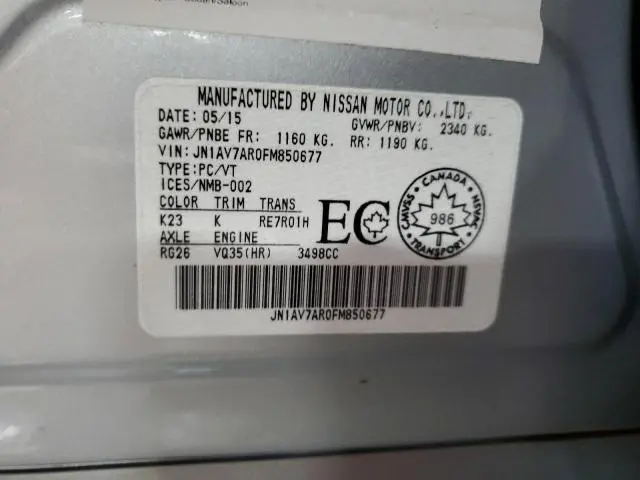 MANUFACTURED BY NISSAN MOTOR CO.,LTD.
DATE: 05/15 GVWR/PNBV: 2340 KG.
GAWR/PNBE FR: 1160 KG. RR: 1190 KG.
VIN: JN1AV7AR0FM850677
TYPE: PC/VT
ICES/NMB-002
COLOR TRIM TRANS
K23 K RE7R01H
AXLE ENGINE
RG26 VQ35(HR) 3498CC
EC
CANADA
CMVSS 986 NSVAC
TRANSPORT
JN1AV7AR0FM850677